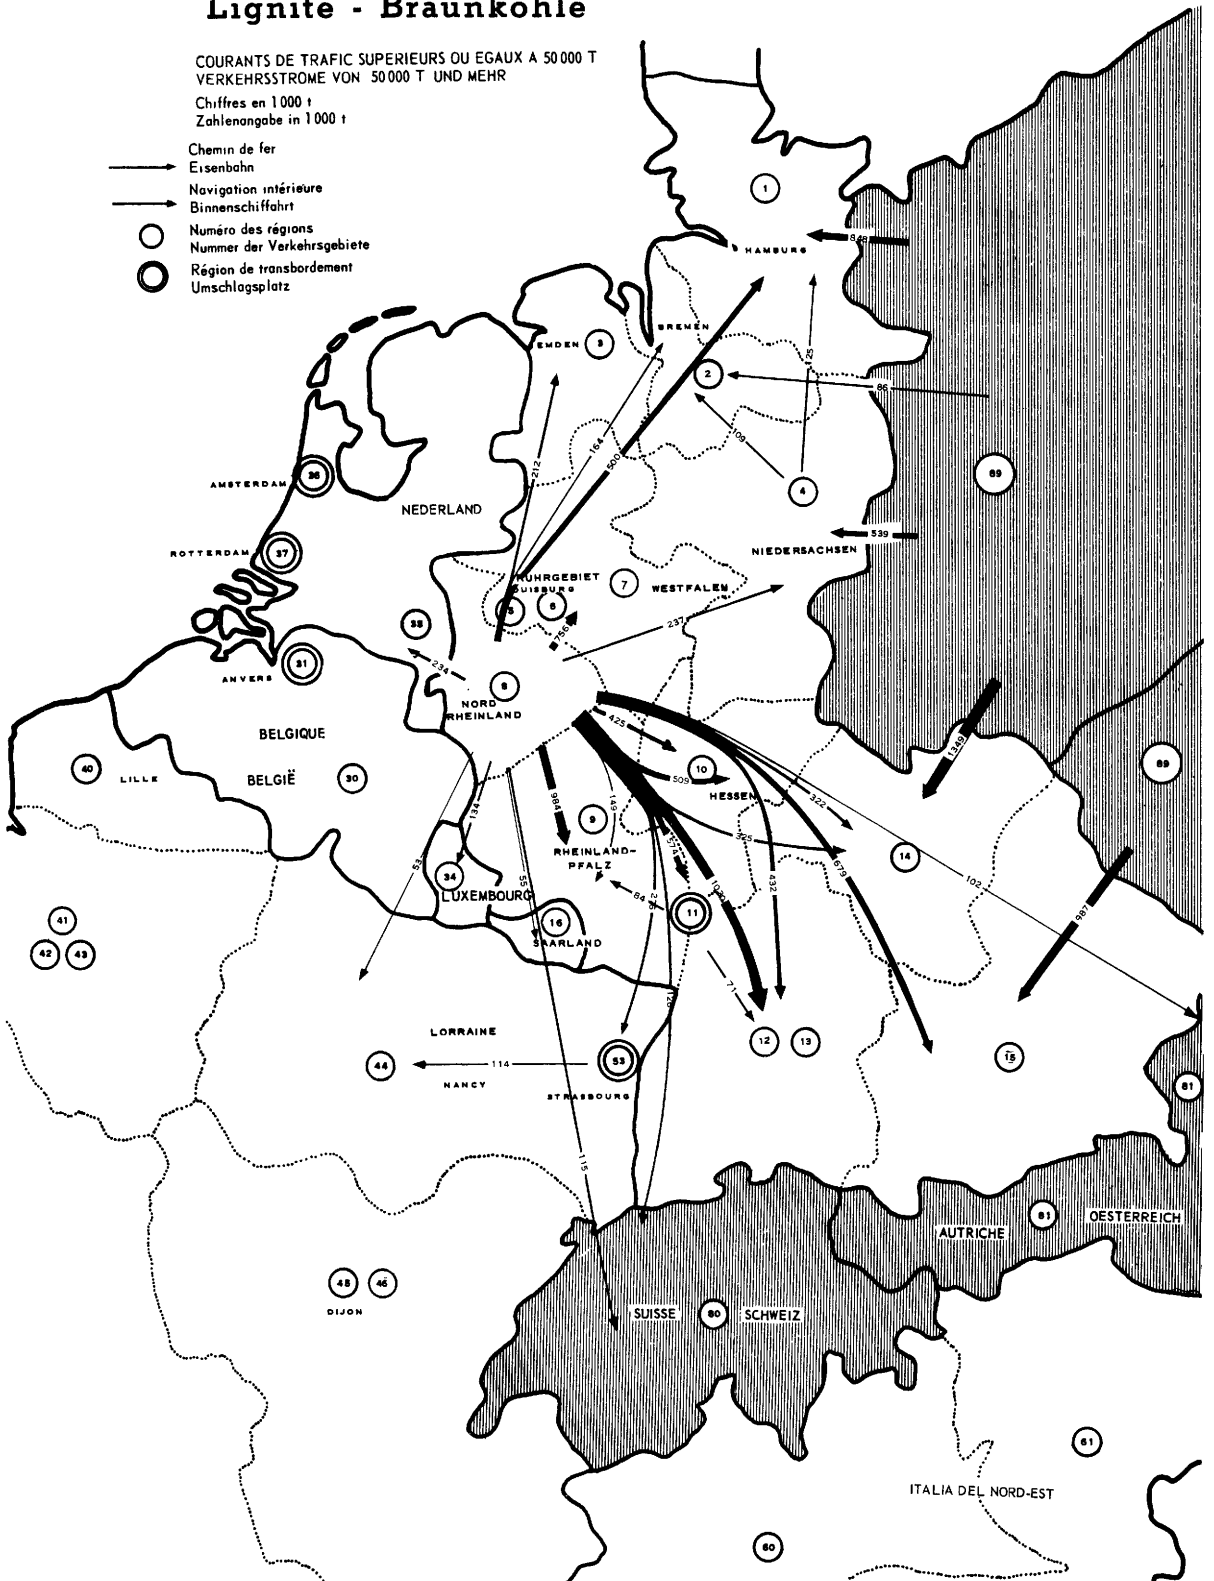 Lignite - Braunkohle
COURANTS DE TRAFIC SUPERIEURS OU EGAUX A 50 000 T
VERKEHRSSTROME VON 50 000 T UND MEHR
Chiffres en 1 000 t
Zahlenangabe in 1 000 t
Chemin de fer
Eisenbahn
Navigation intérieure
Binnenschiffahrt
Numéro des régions
Nummer der Verkehrsgebiete
Région de transbordement
Umschlagsplatz
1
848
HAMBURG
BREMEN
EMDEN
3
125
2
86
109
164
500
212
4
89
36
AMSTERDAM
NEDERLAND
539
NIEDERSACHSEN
ROTTERDAM
37
RUHRGEBIET
DUISBURG
7
WESTFALEN
5
6
237
756
31
ANVERS
234
8
NORD
RHEINLAND
BELGIQUE
425
1349
89
40
LILLE
BELGIË
30
10
509
HESSEN
322
984
149
134
9
325
RHEINLAND-
PFALZ
574
14
53
679
34
LUXEMBOURG
55
84
432
102
11
16
SAARLAND
987
41
42
43
71
128
LORRAINE
12
13
15
44
114
53
NANCY
STRASBOURG
81
115
81
OESTERREICH
AUTRICHE
45
46
DIJON
SUISSE
80
SCHWEIZ
61
ITALIA DEL NORD-EST
60